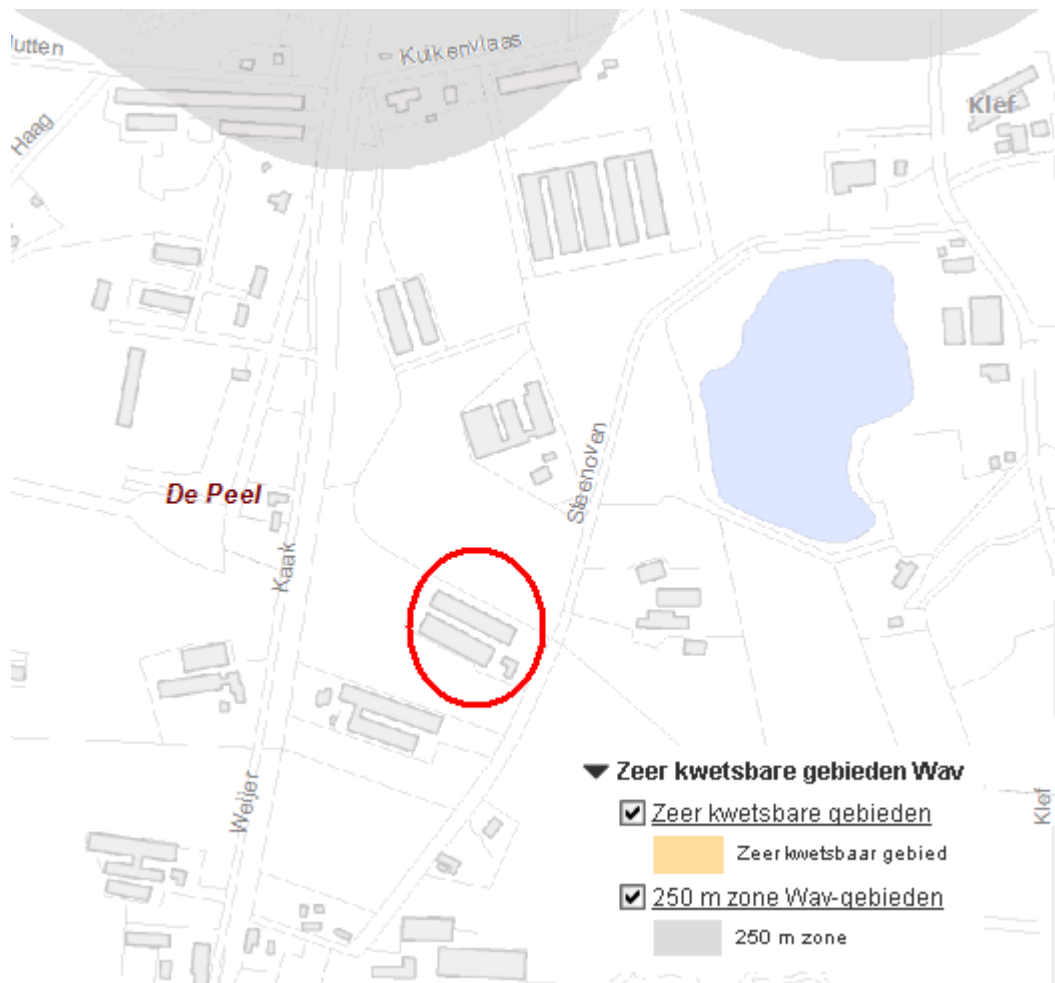 lutten
Kuikenvlaas
Klef
Haag
Steenoven
De Peel
Kaak
Weijer
Klef
Zeer kwetsbare gebieden Wav
Zeer kwetsbare gebieden
Zeer kwetsbaar gebied
250 m zone Wav-gebieden
250 m zone